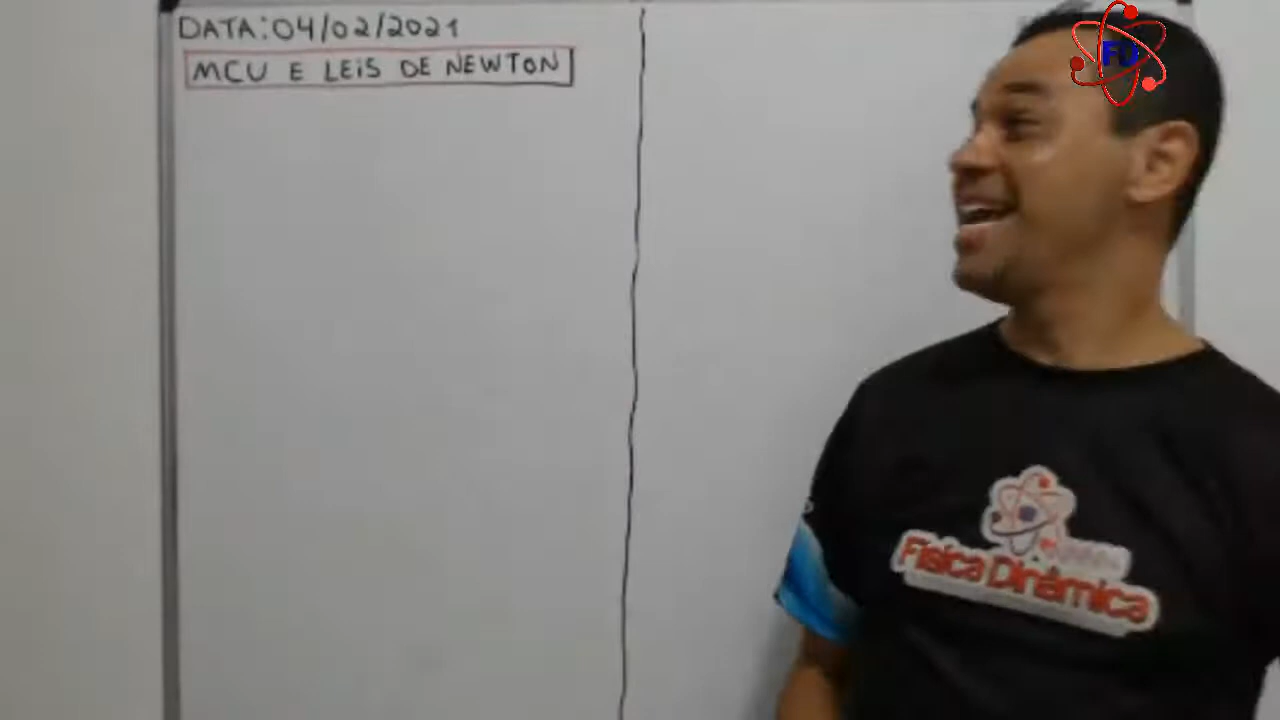 DATA: 04/02/2021
MCU E LEIS DE NEWTON
FD
Física Dinâmica